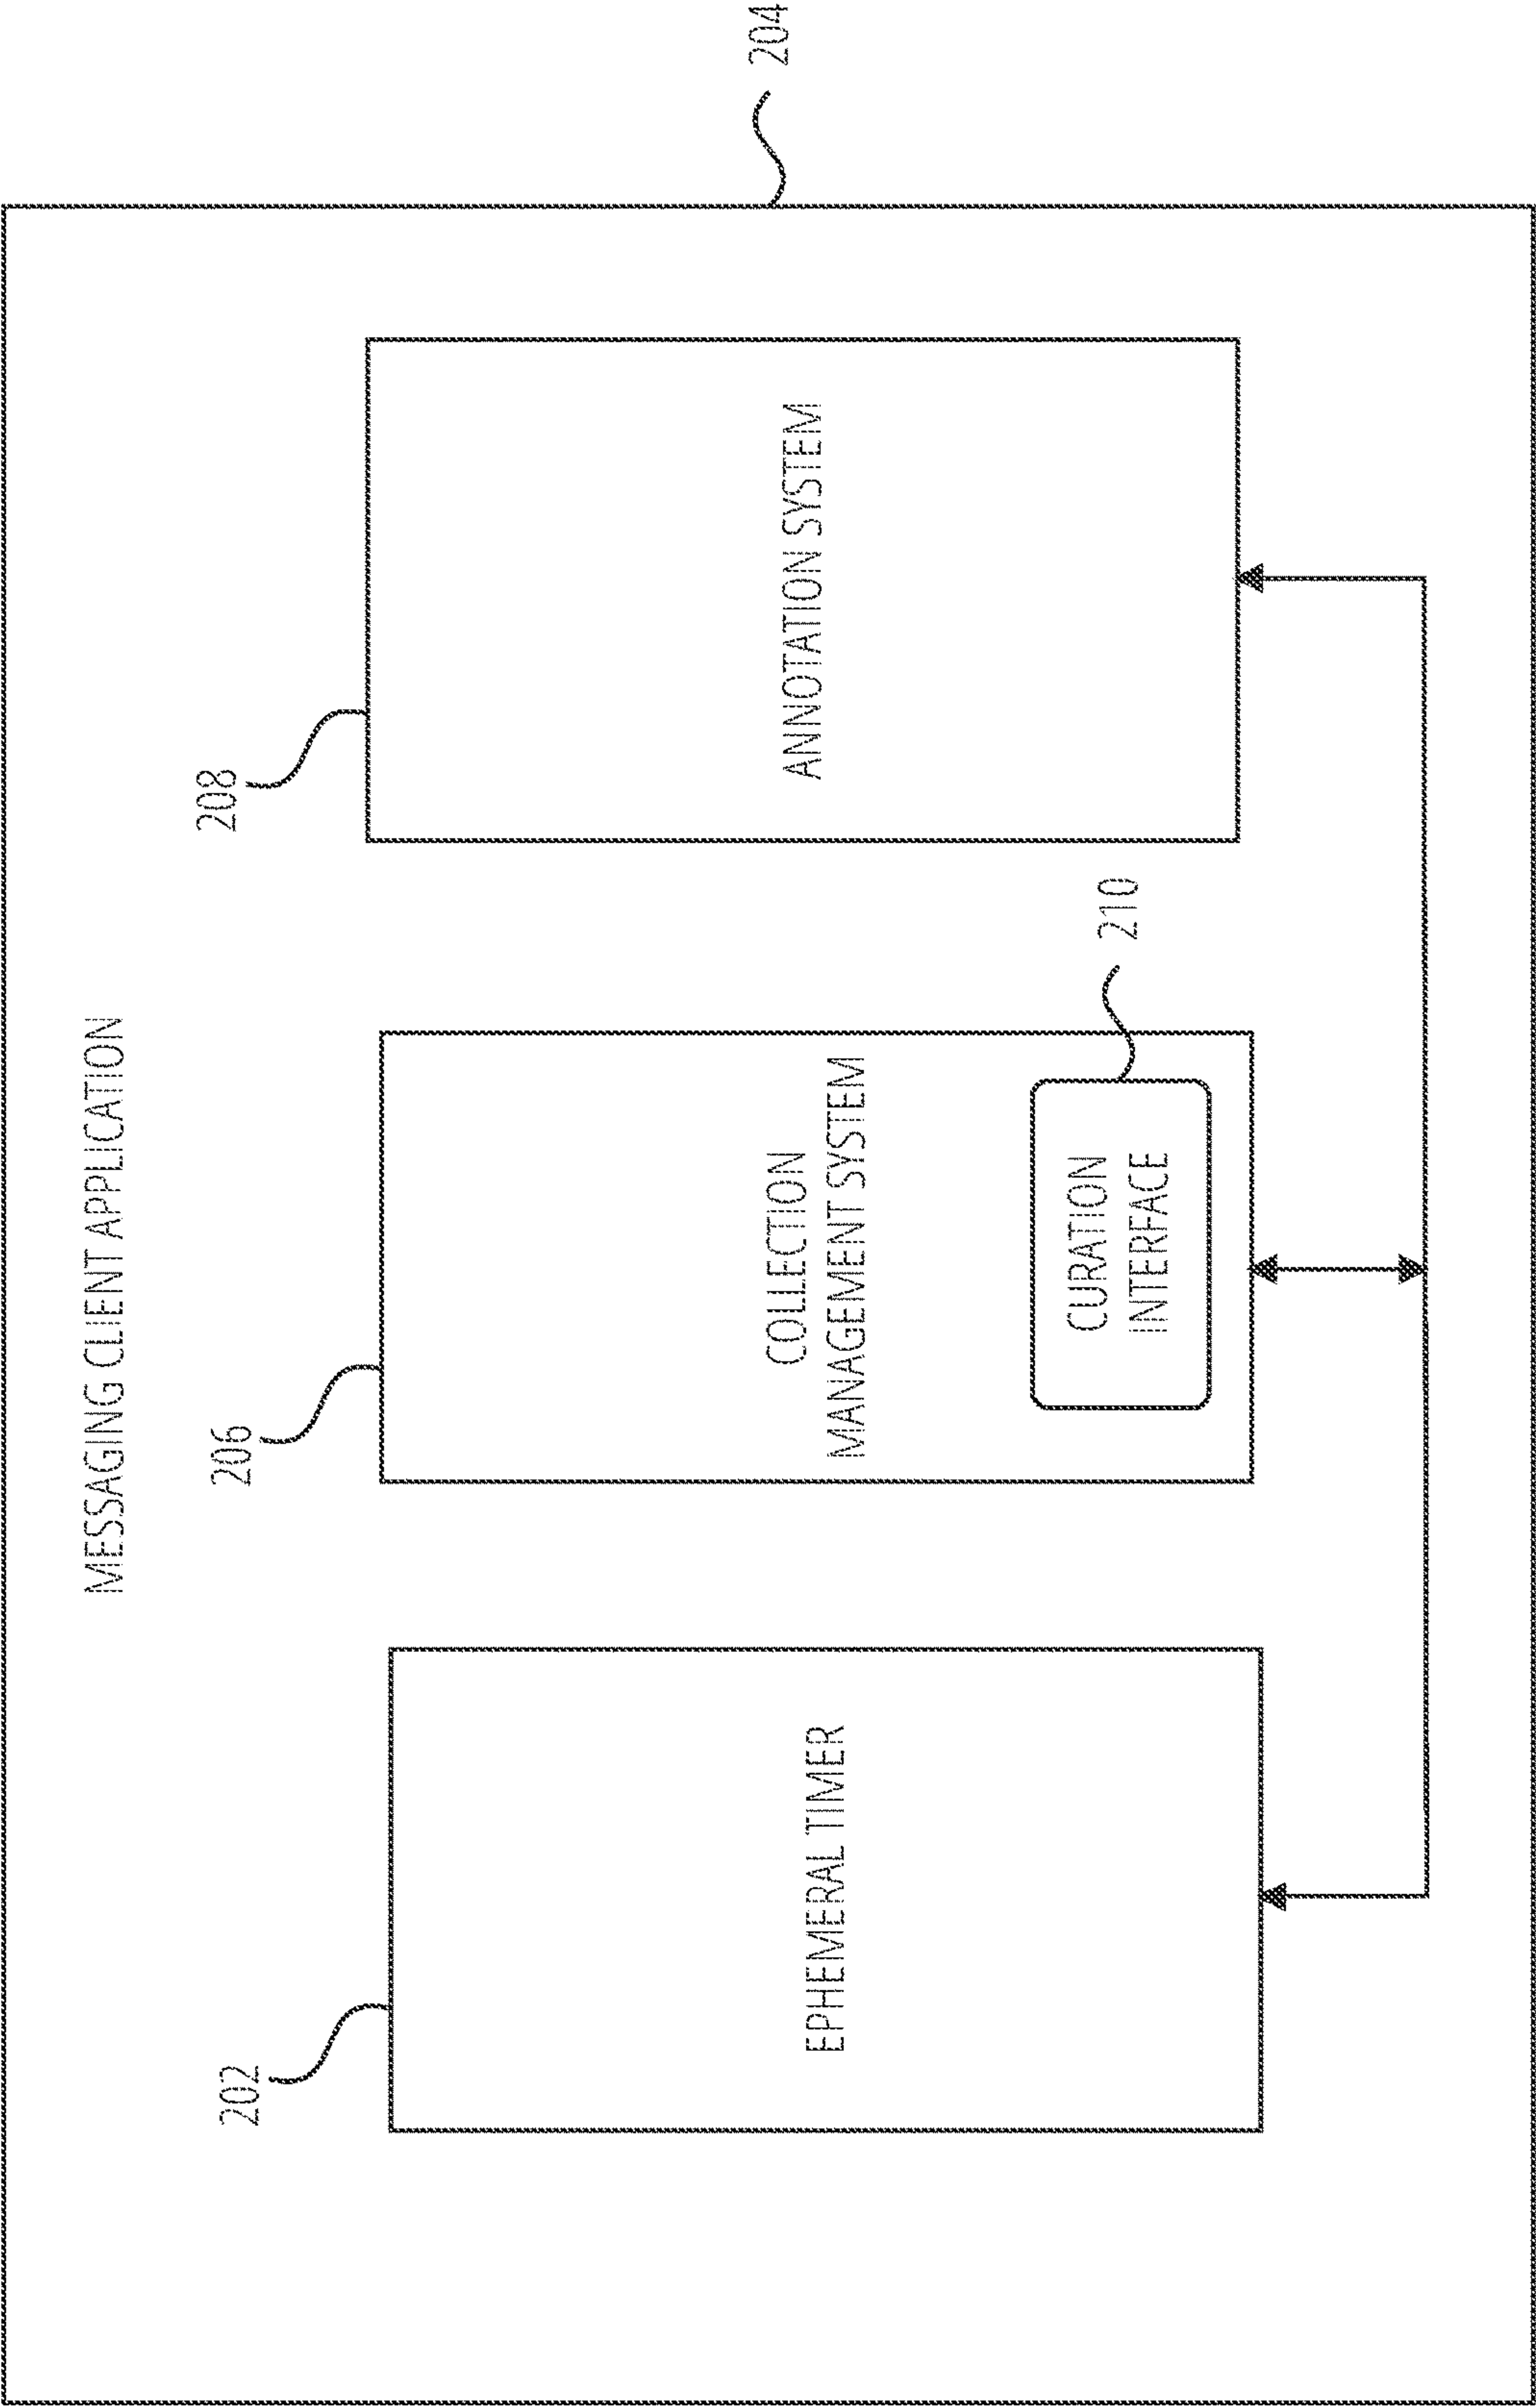 MESSAGING CLIENT APPLICATION
204
202
EPHEMERAL TIMER
206
COLLECTION
MANAGEMENT SYSTEM
CURATION
INTERFACE
210
208
ANNOTATION SYSTEM